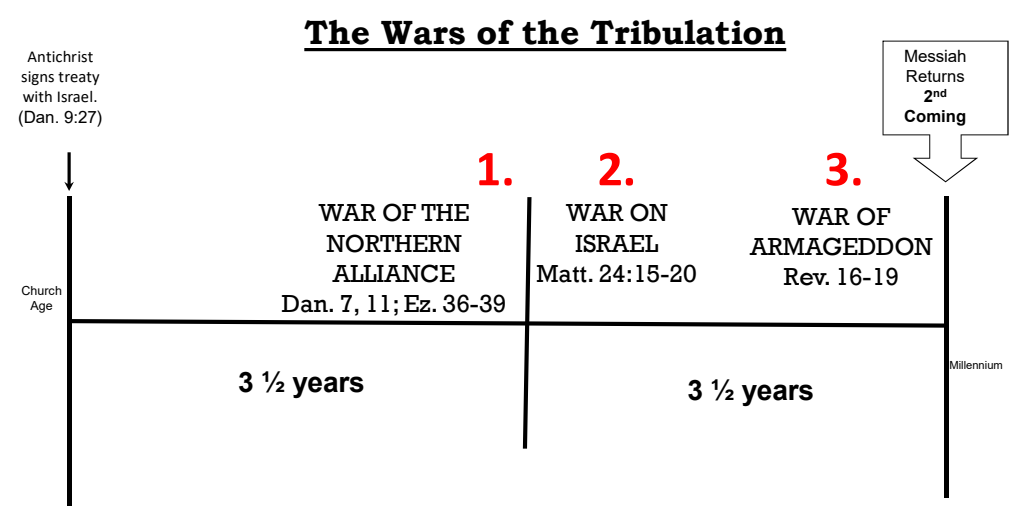 The Wars of the Tribulation
Antichrist
signs treaty
with Israel.
(Dan. 9:27)
Messiah
Returns
2nd
Coming
1.
WAR OF THE
NORTHERN
ALLIANCE
Dan. 7, 11; Ez. 36-39
2.
WAR ON
ISRAEL
Matt. 24:15-20
3.
WAR OF
ARMAGEDDON
Rev. 16-19
Church
Age
3 ½ years
3 ½ years
Millennium